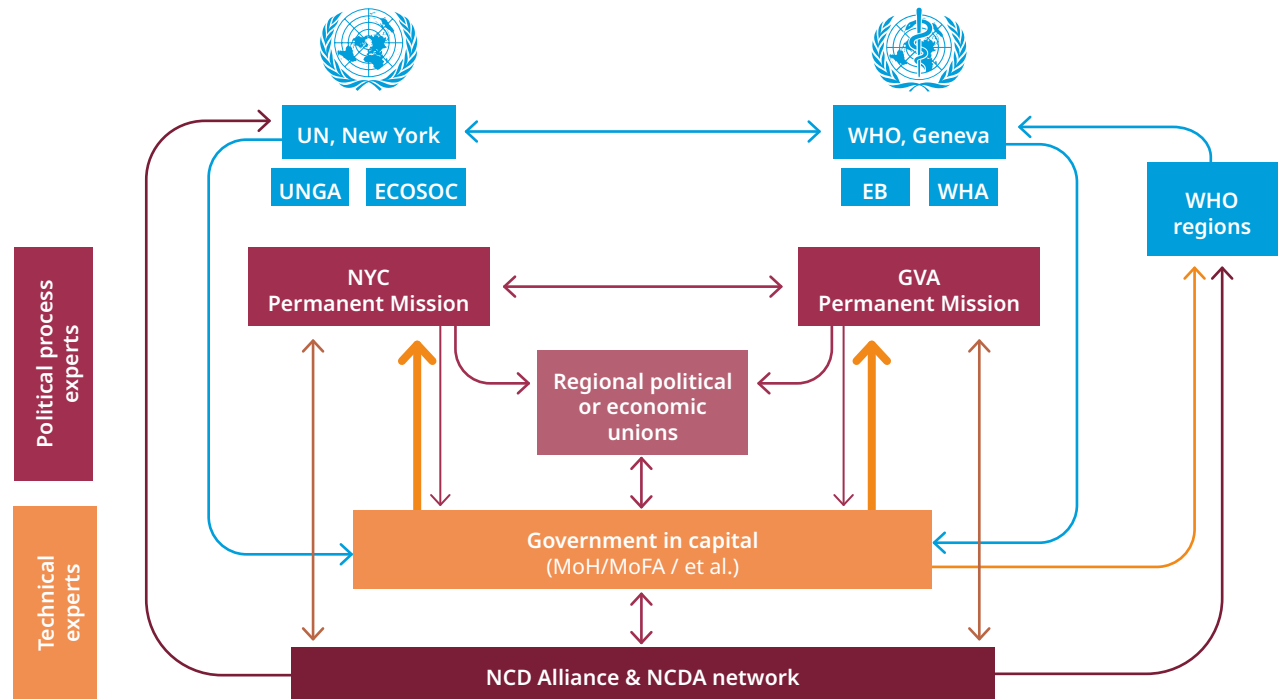 UN, New York
WHO, Geneva
UNGA
ECOSOC
EB
WHA
WHO
regions
NYC
Permanent Mission
GVA
Permanent Mission
Political process
experts
Regional political
or economic
unions
Technical
experts
Government in capital
(MoH/MoFA / et al.)
NCD Alliance & NCDA network